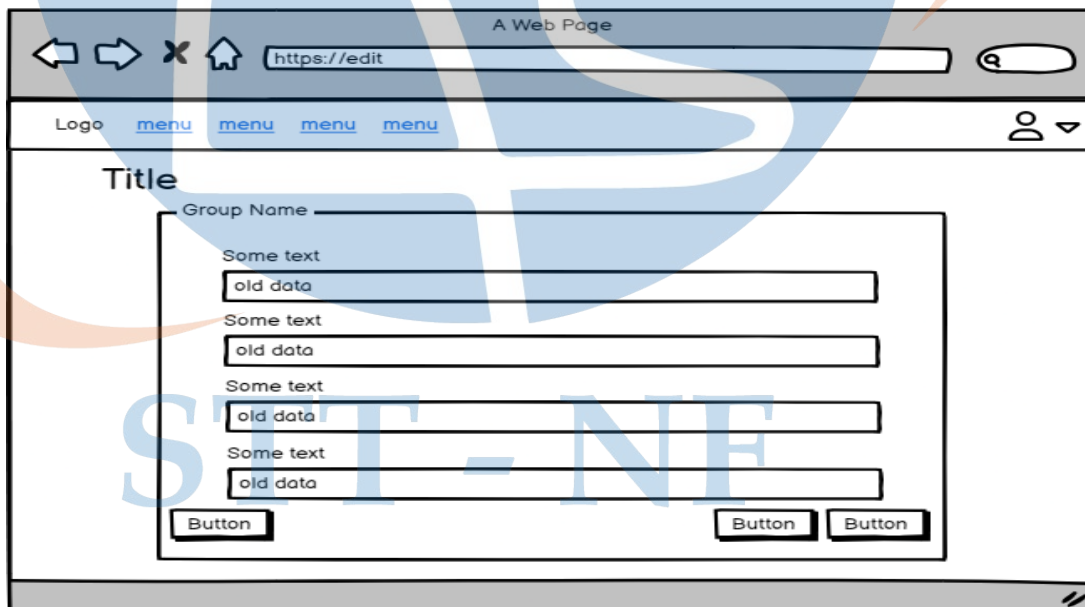 A Web Page
https://edit
Logo menu menu menu menu
Title
Group Name
Some text
old data
Some text
old data
Some text
old data
Some text
old data
Button Button Button
STT - NF